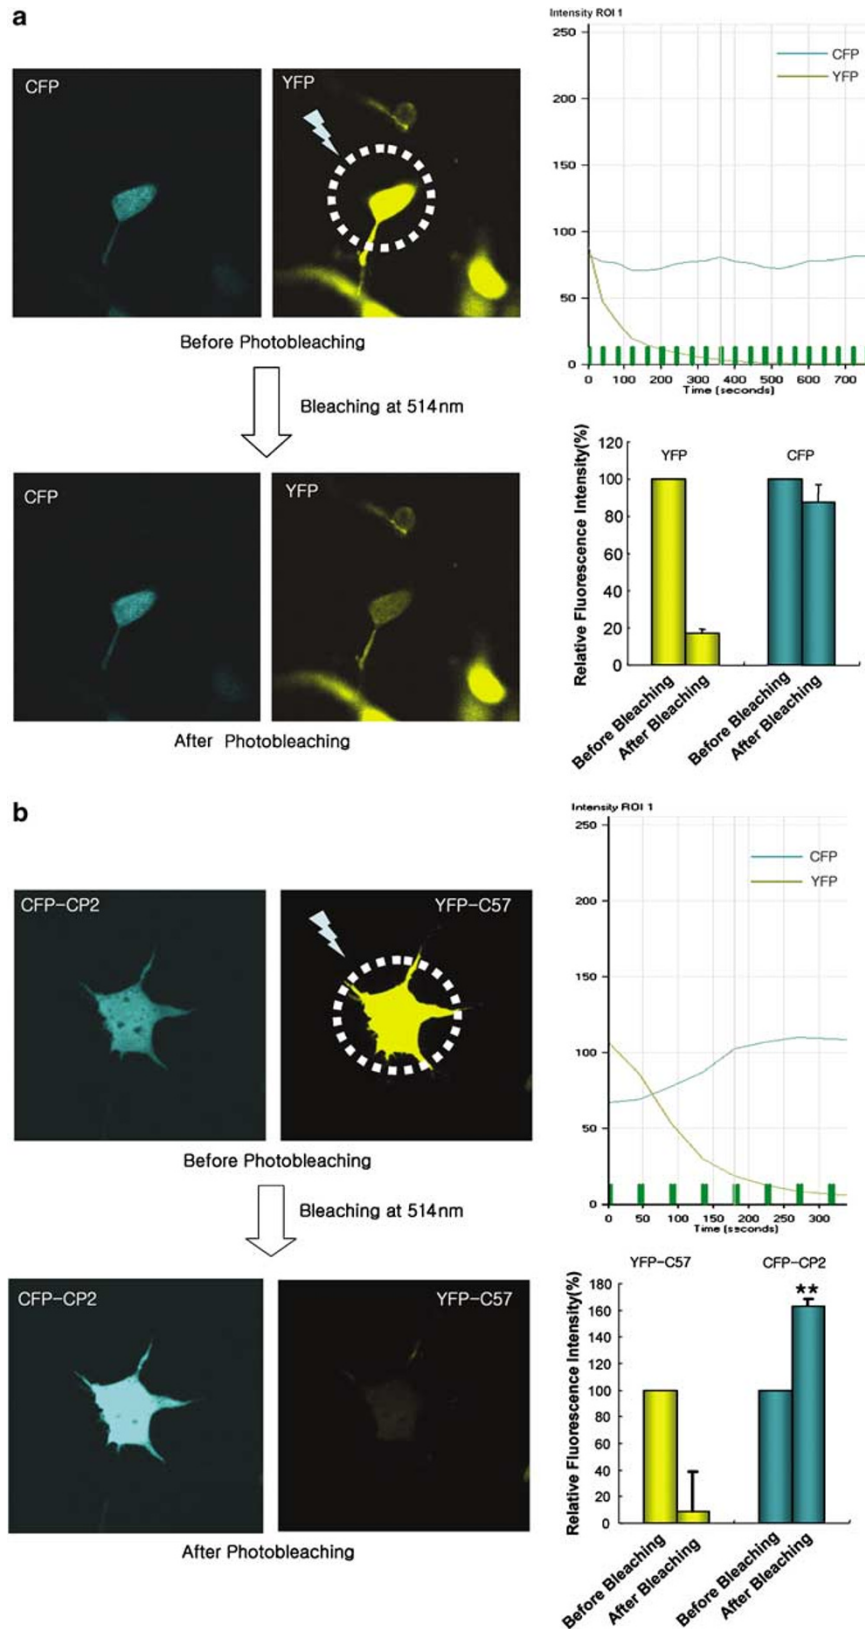 a
CFP
YFP
Before Photobleaching
Bleaching at 514nm
CFP
YFP
After Photobleaching
Intensity ROI 1
CFP
YFP
250
200
150
100
50
0
0 100 200 300 400 500 600 700
Time (seconds)
Relative Fluorescence Intensity(%)
120
100
80
60
40
20
0
YFP
CFP
Before Bleaching
After Bleaching
Before Bleaching
After Bleaching
b
CFP-CP2
YFP-C57
Before Photobleaching
Bleaching at 514nm
CFP-CP2
YFP-C57
After Photobleaching
Intensity ROI 1
CFP
YFP
250
200
150
100
50
0
0 50 100 150 200 250 300
Time (seconds)
YFP-C57
CFP-CP2
Relative Fluorescence Intensity(%)
180
160
140
120
100
80
60
40
20
0
**
Before Bleaching
After Bleaching
Before Bleaching
After Bleaching